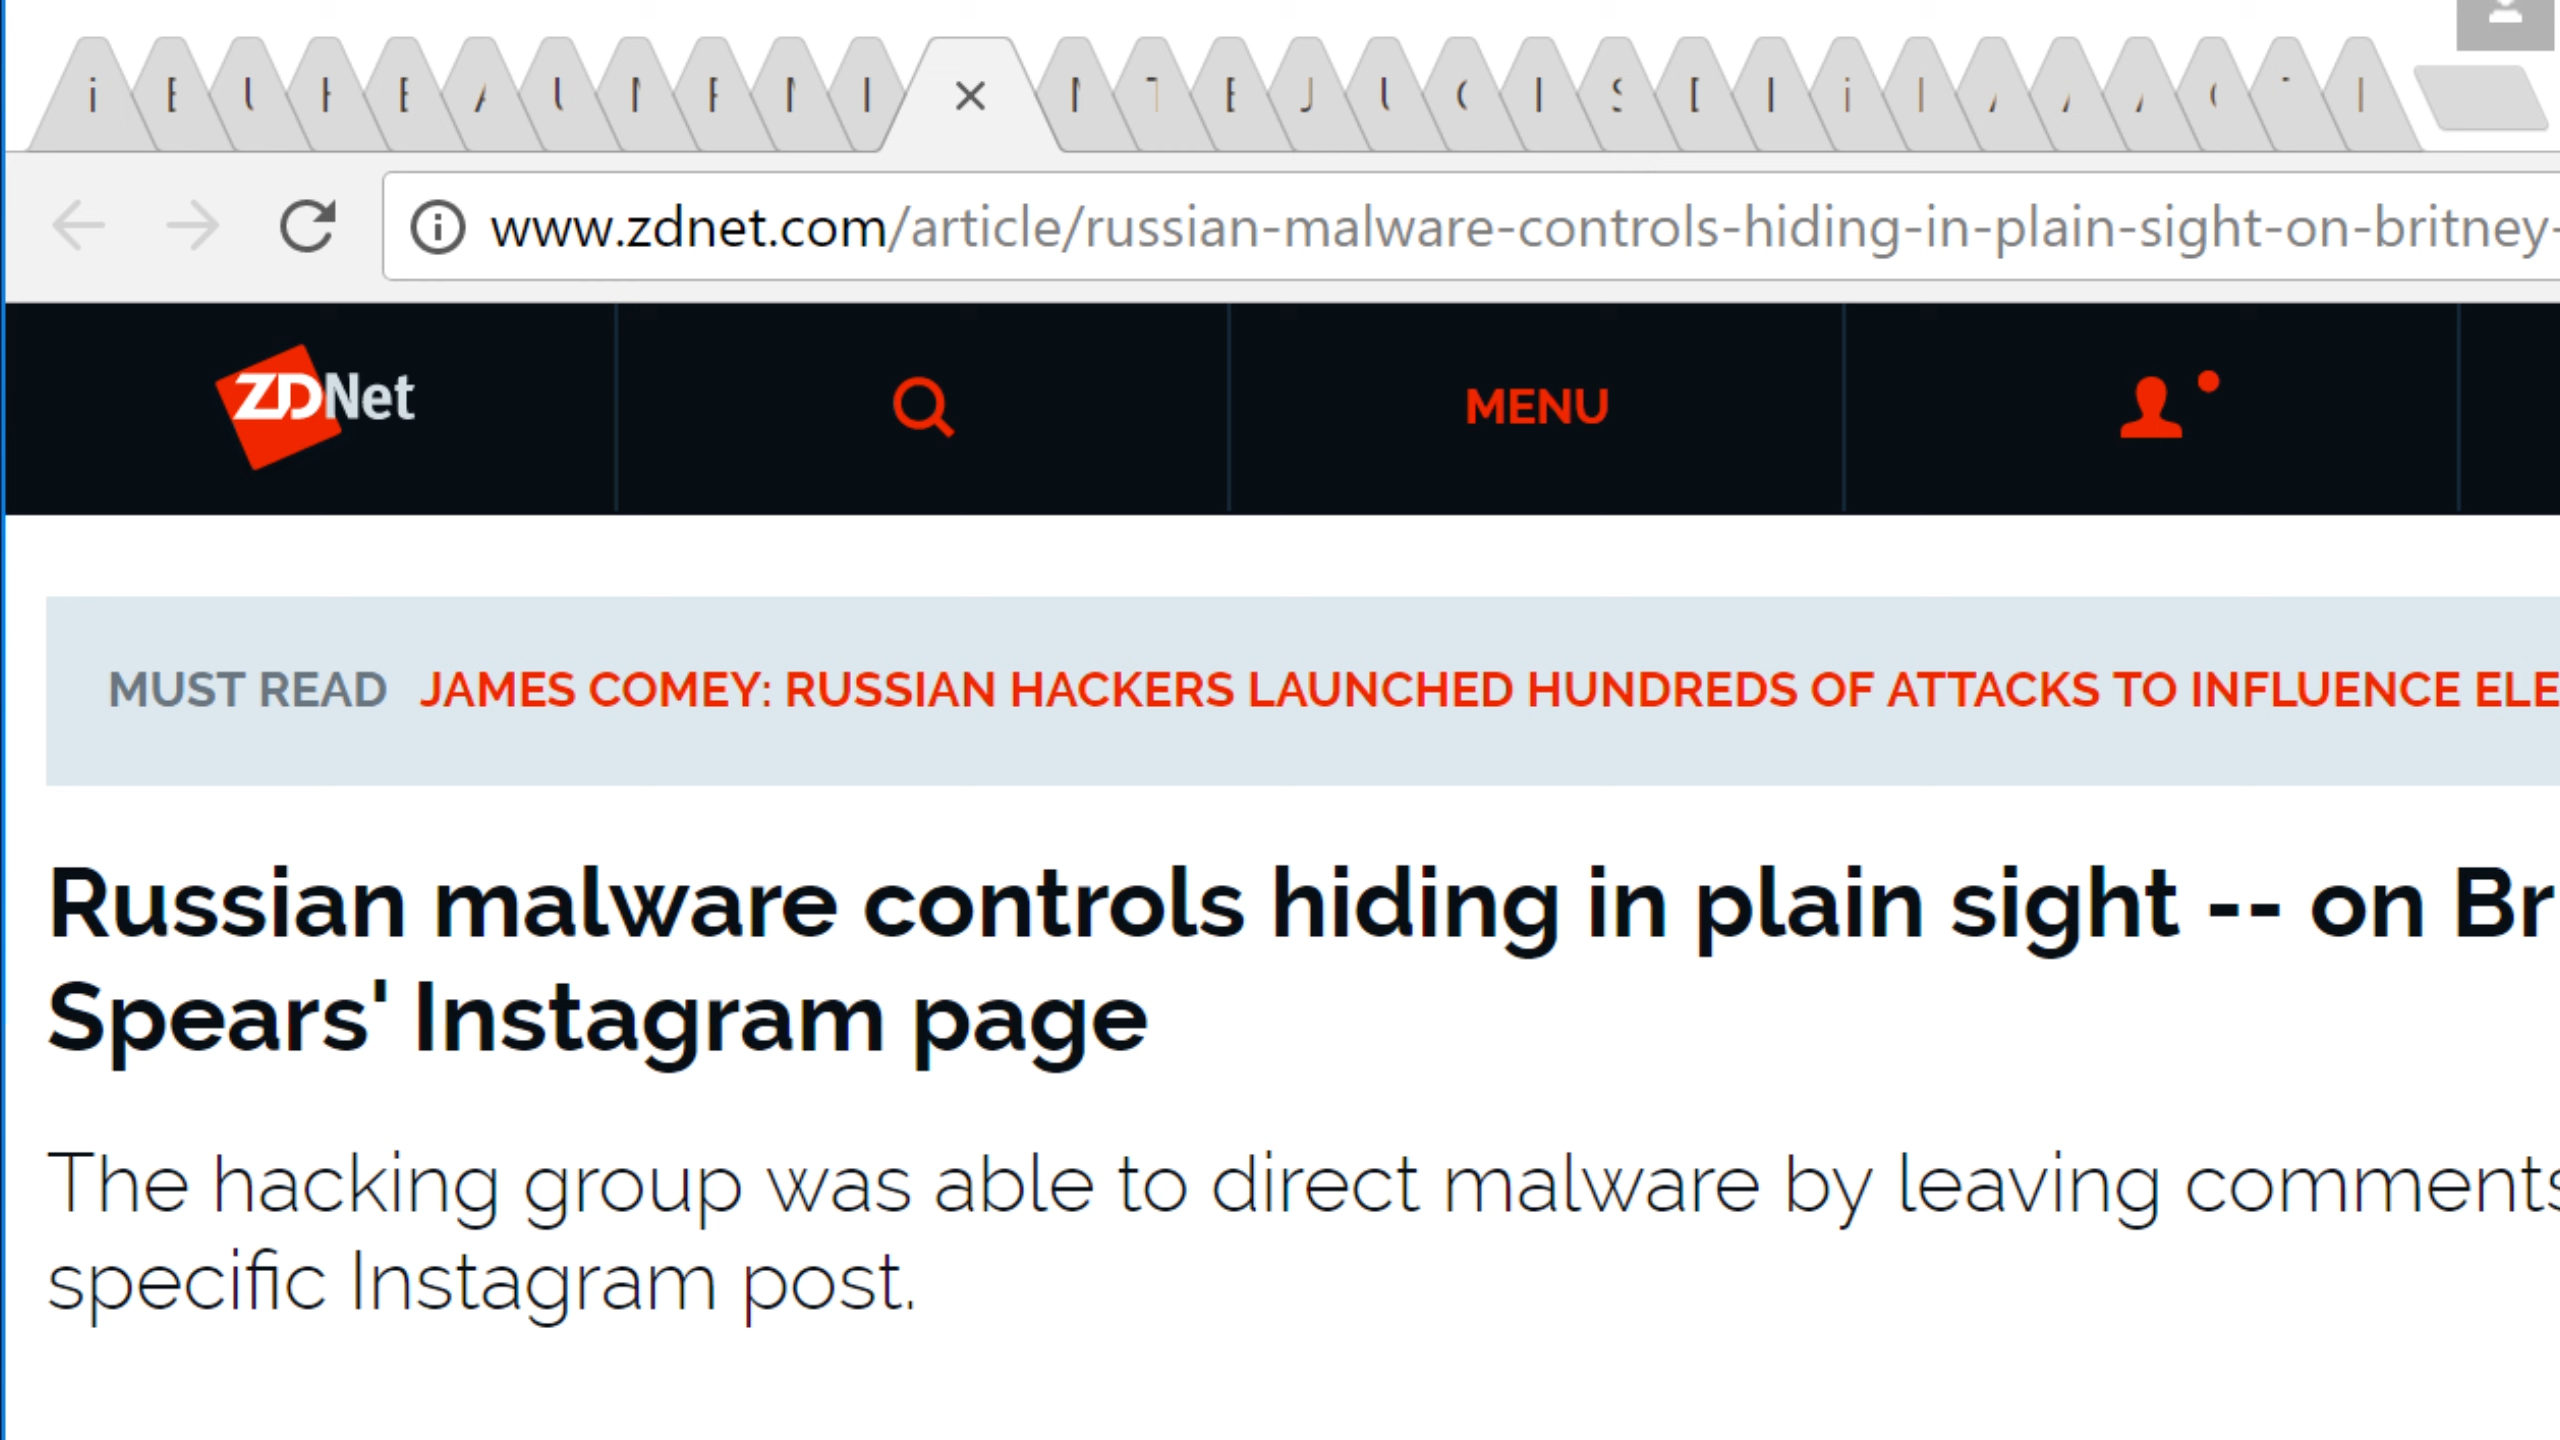 www.zdnet.com/article/russian-malware-controls-hiding-in-plain-sight-on-britney-
ZDNet
MENU
MUST READ JAMES COMEY: RUSSIAN HACKERS LAUNCHED HUNDREDS OF ATTACKS TO INFLUENCE ELE
Russian malware controls hiding in plain sight -- on Br
Spears' Instagram page
The hacking group was able to direct malware by leaving comments
specific Instagram post.